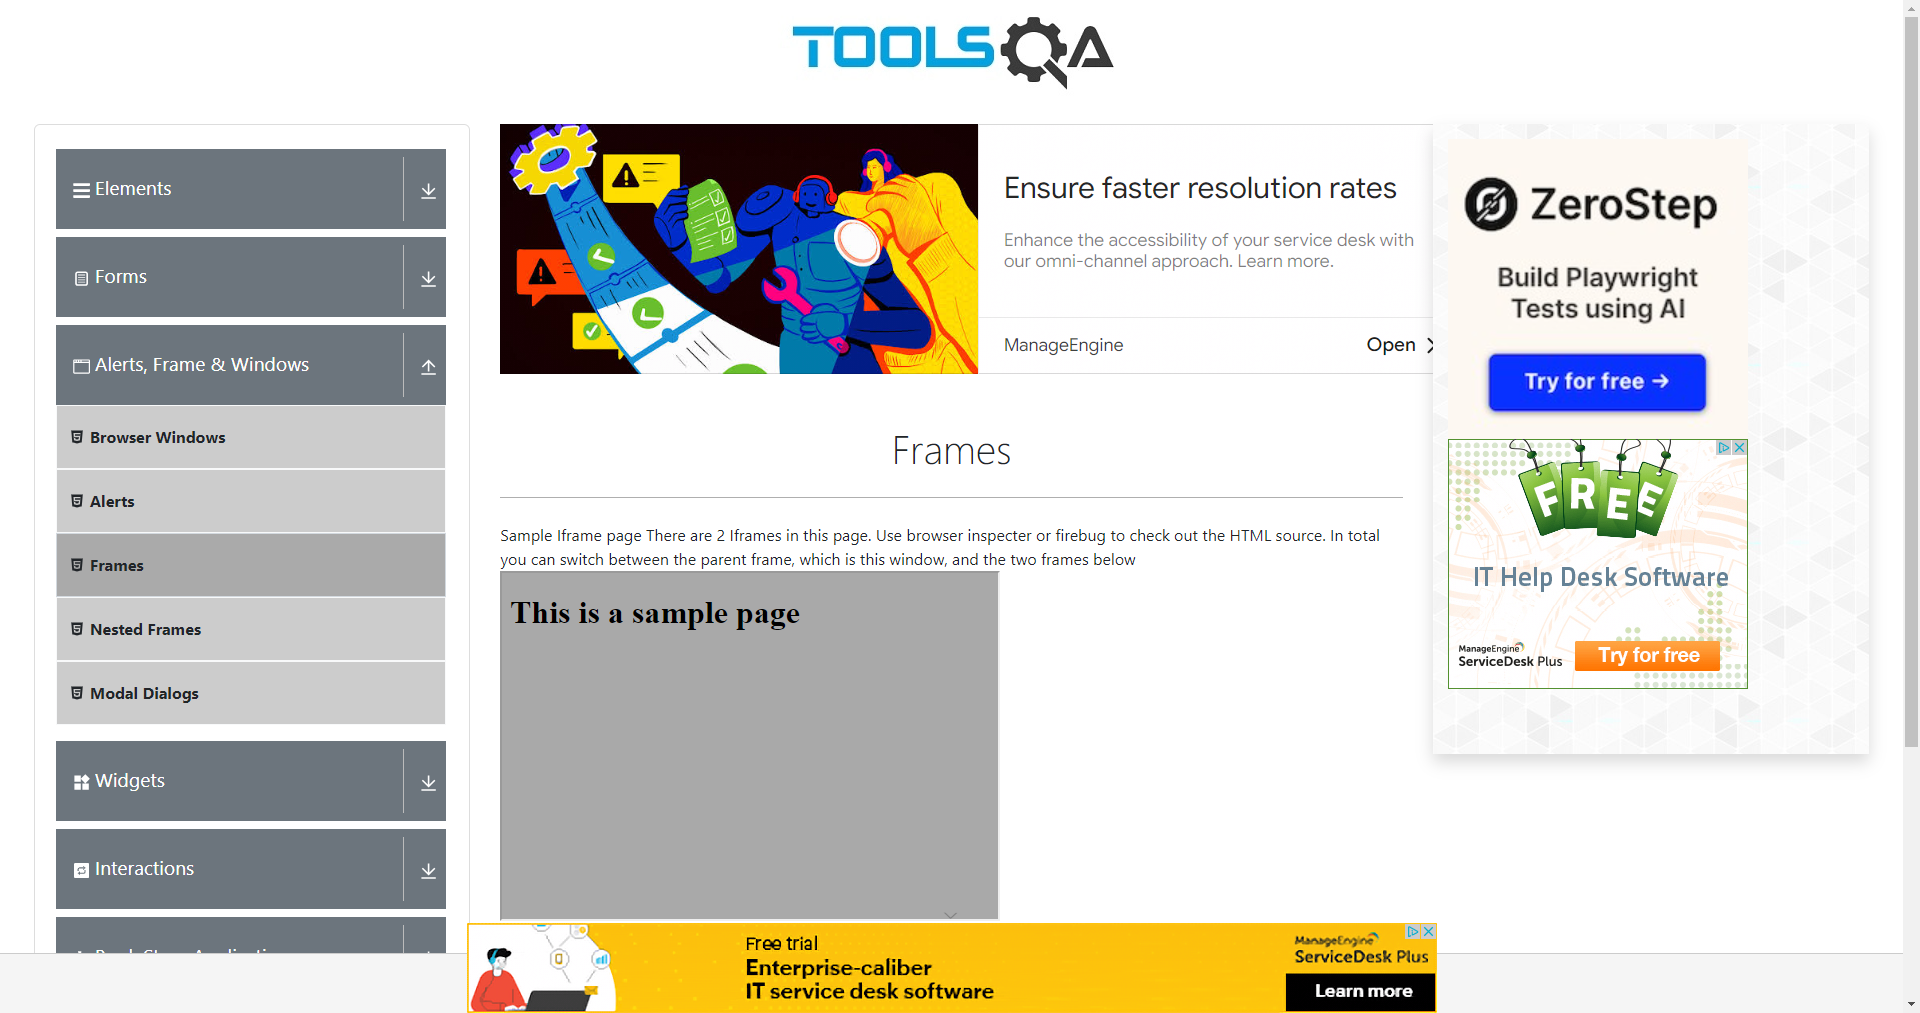 TOOLSQA
Elements
Forms
Alerts, Frame & Windows
Browser Windows
Alerts
Frames
Nested Frames
Modal Dialogs
Widgets
Interactions
Ensure faster resolution rates
Enhance the accessibility of your service desk with
our omni-channel approach. Learn more.
ManageEngine
Open
Frames
Sample Iframe page There are 2 Iframes in this page. Use browser inspecter or firebug to check out the HTML source. In total
you can switch between the parent frame, which is this window, and the two frames below
This is a sample page
ZeroStep
Build Playwright
Tests using AI
Try for free →
FREE
IT Help Desk Software
ManageEngine
ServiceDesk Plus
Try for free
Free trial
Enterprise-caliber
IT service desk software
ManageEngine
ServiceDesk Plus
Learn more